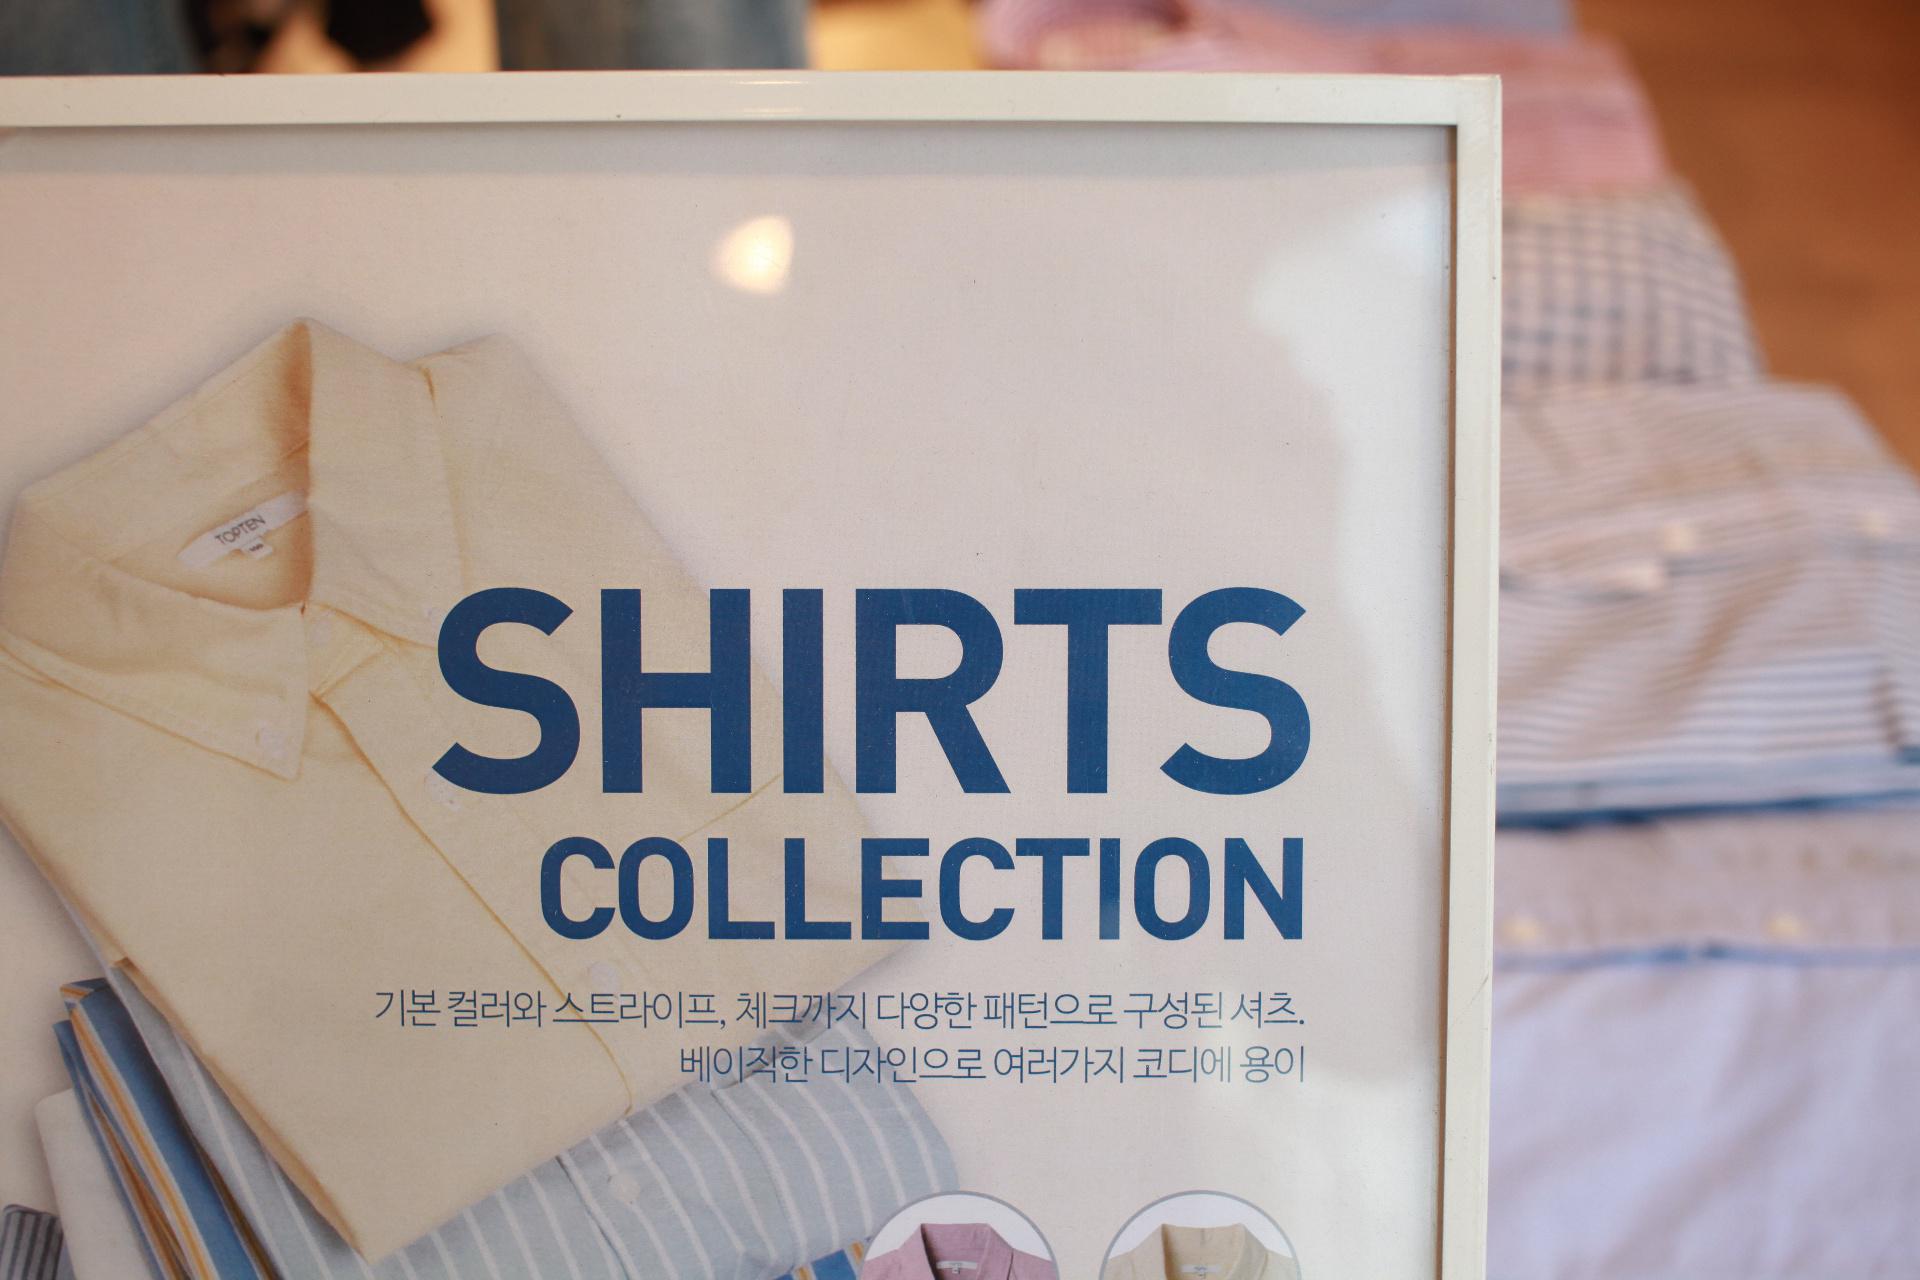 TOPTEN
SHIRTS
COLLECTION
기본 컬러와 스트라이프, 체크까지 다양한 패턴으로 구성된 셔츠.
베이직한 디자인으로 여러가지 코디에 용이